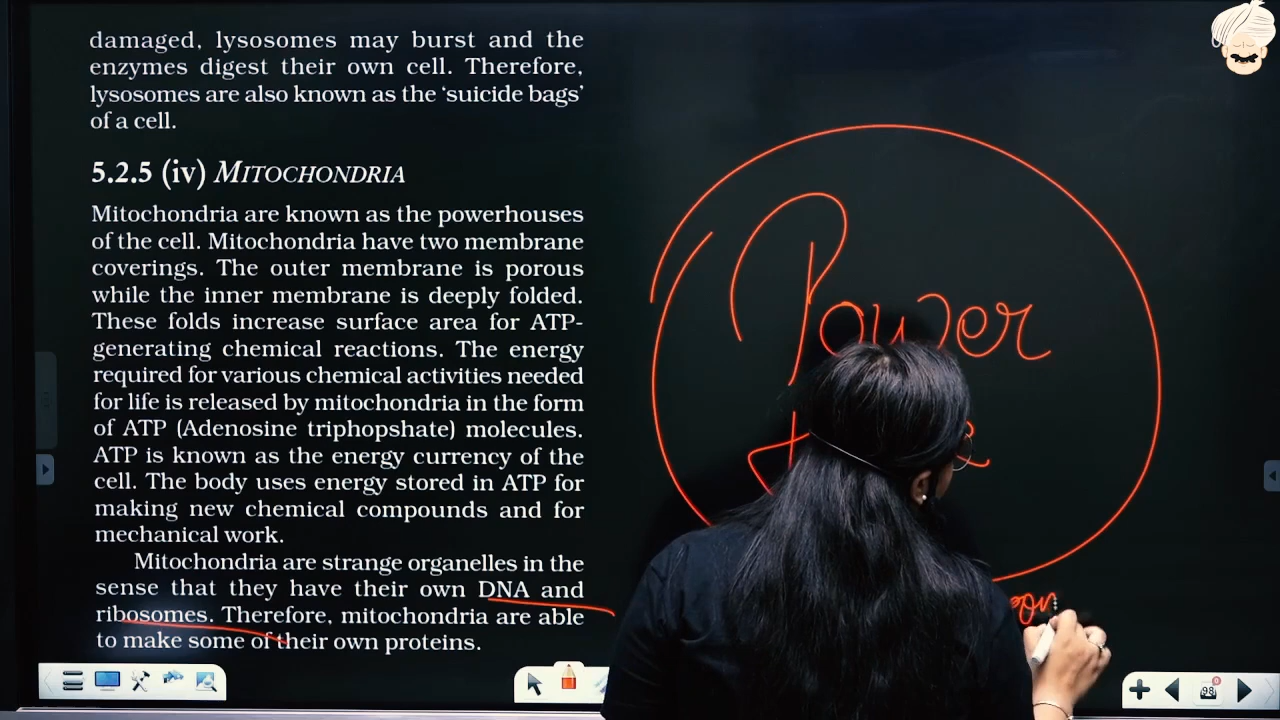 damaged, lysosomes may burst and the
enzymes digest their own cell. Therefore,
lysosomes are also known as the ‘suicide bags’
of a cell.
5.2.5 (iv) MITOCHONDRIA
Mitochondria are known as the powerhouses
of the cell. Mitochondria have two membrane
coverings. The outer membrane is porous
while the inner membrane is deeply folded.
These folds increase surface area for ATP-
generating chemical reactions. The energy
required for various chemical activities needed
for life is released by mitochondria in the form
of ATP (Adenosine triphopshate) molecules.
ATP is known as the energy currency of the
cell. The body uses energy stored in ATP for
making new chemical compounds and for
mechanical work.
Mitochondria are strange organelles in the
sense that they have their own DNA and
ribosomes. Therefore, mitochondria are able
to make some of their own proteins.
Power
98